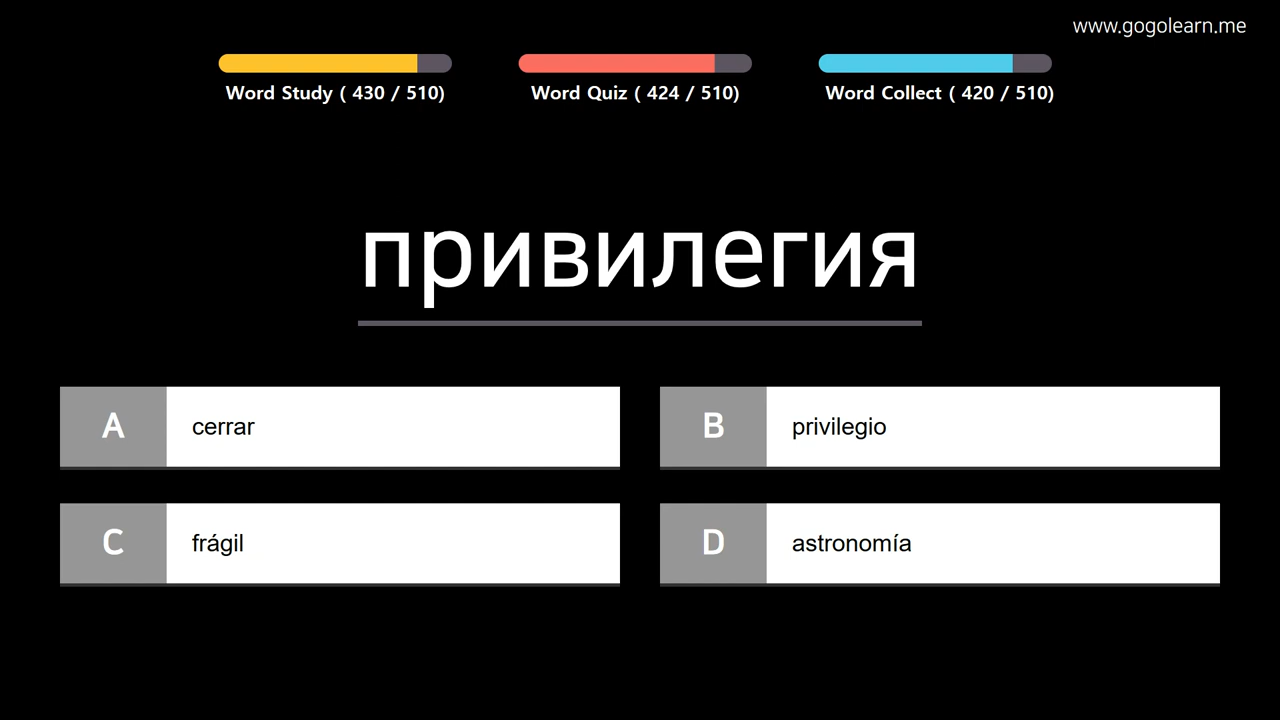 www.gogolearn.me
Word Study ( 430 / 510)
Word Quiz ( 424 / 510)
Word Collect ( 420 / 510)
привилегия
A cerrar
B privilegio
C frágil
D astronomía